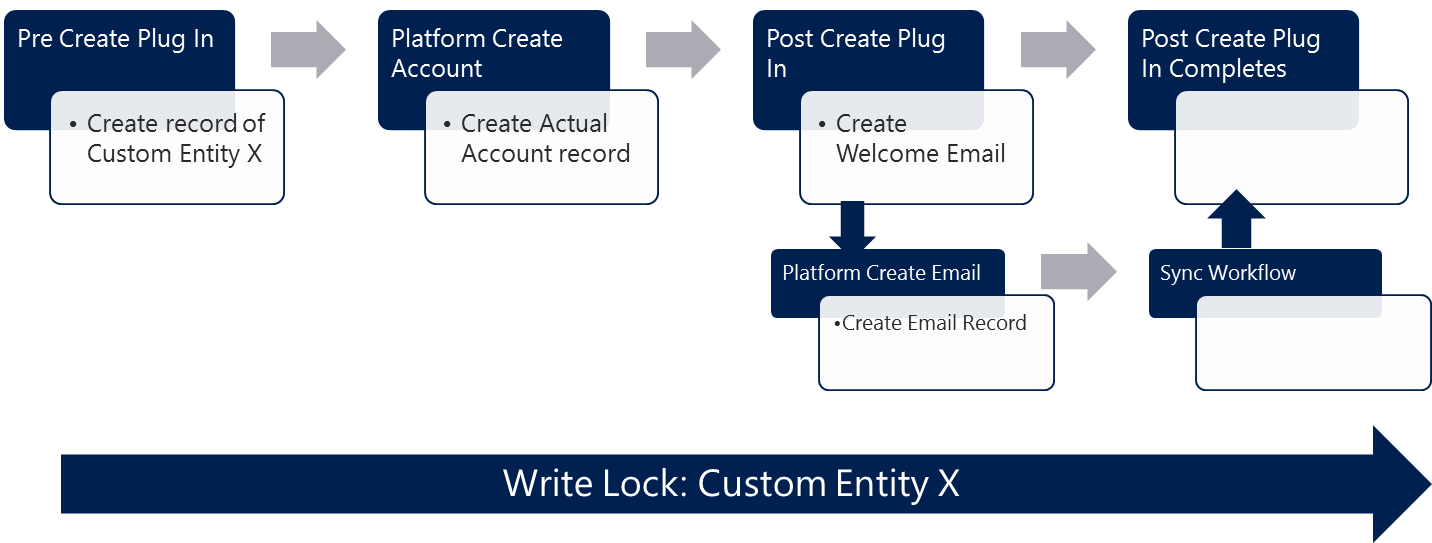 Pre Create Plug In
• Create record of
Custom Entity X
Platform Create
Account
• Create Actual
Account record
Post Create Plug
In
• Create
Welcome Email
Post Create Plug
In Completes
Platform Create Email
•Create Email Record
Sync Workflow
Write Lock: Custom Entity X